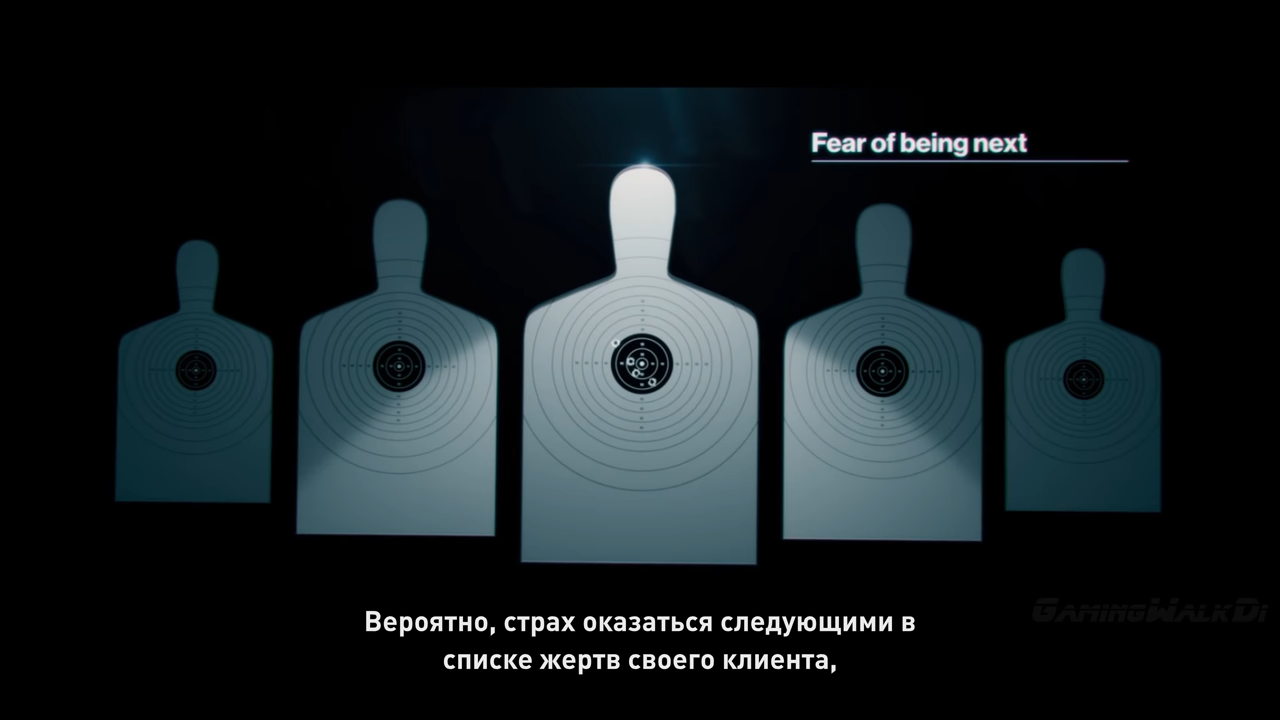 Fear of being next
Вероятно, страх оказаться следующими в
списке жертв своего клиента,
GamingWalkDi